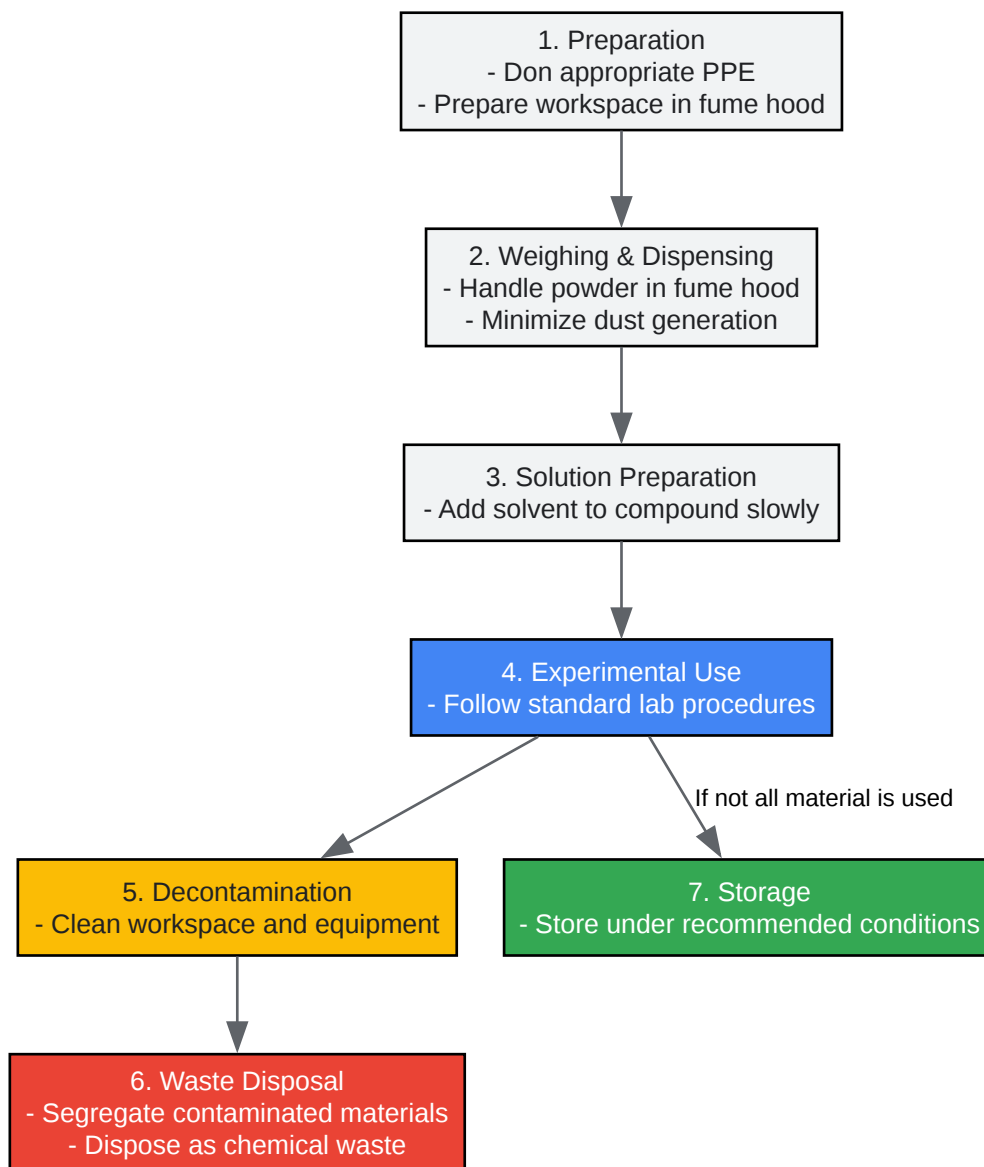 1. Preparation
- Don appropriate PPE
- Prepare workspace in fume hood
2. Weighing & Dispensing
- Handle powder in fume hood
- Minimize dust generation
3. Solution Preparation
- Add solvent to compound slowly
4. Experimental Use
- Follow standard lab procedures
If not all material is used
5. Decontamination
- Clean workspace and equipment
7. Storage
- Store under recommended conditions
6. Waste Disposal
- Segregate contaminated materials
- Dispose as chemical waste